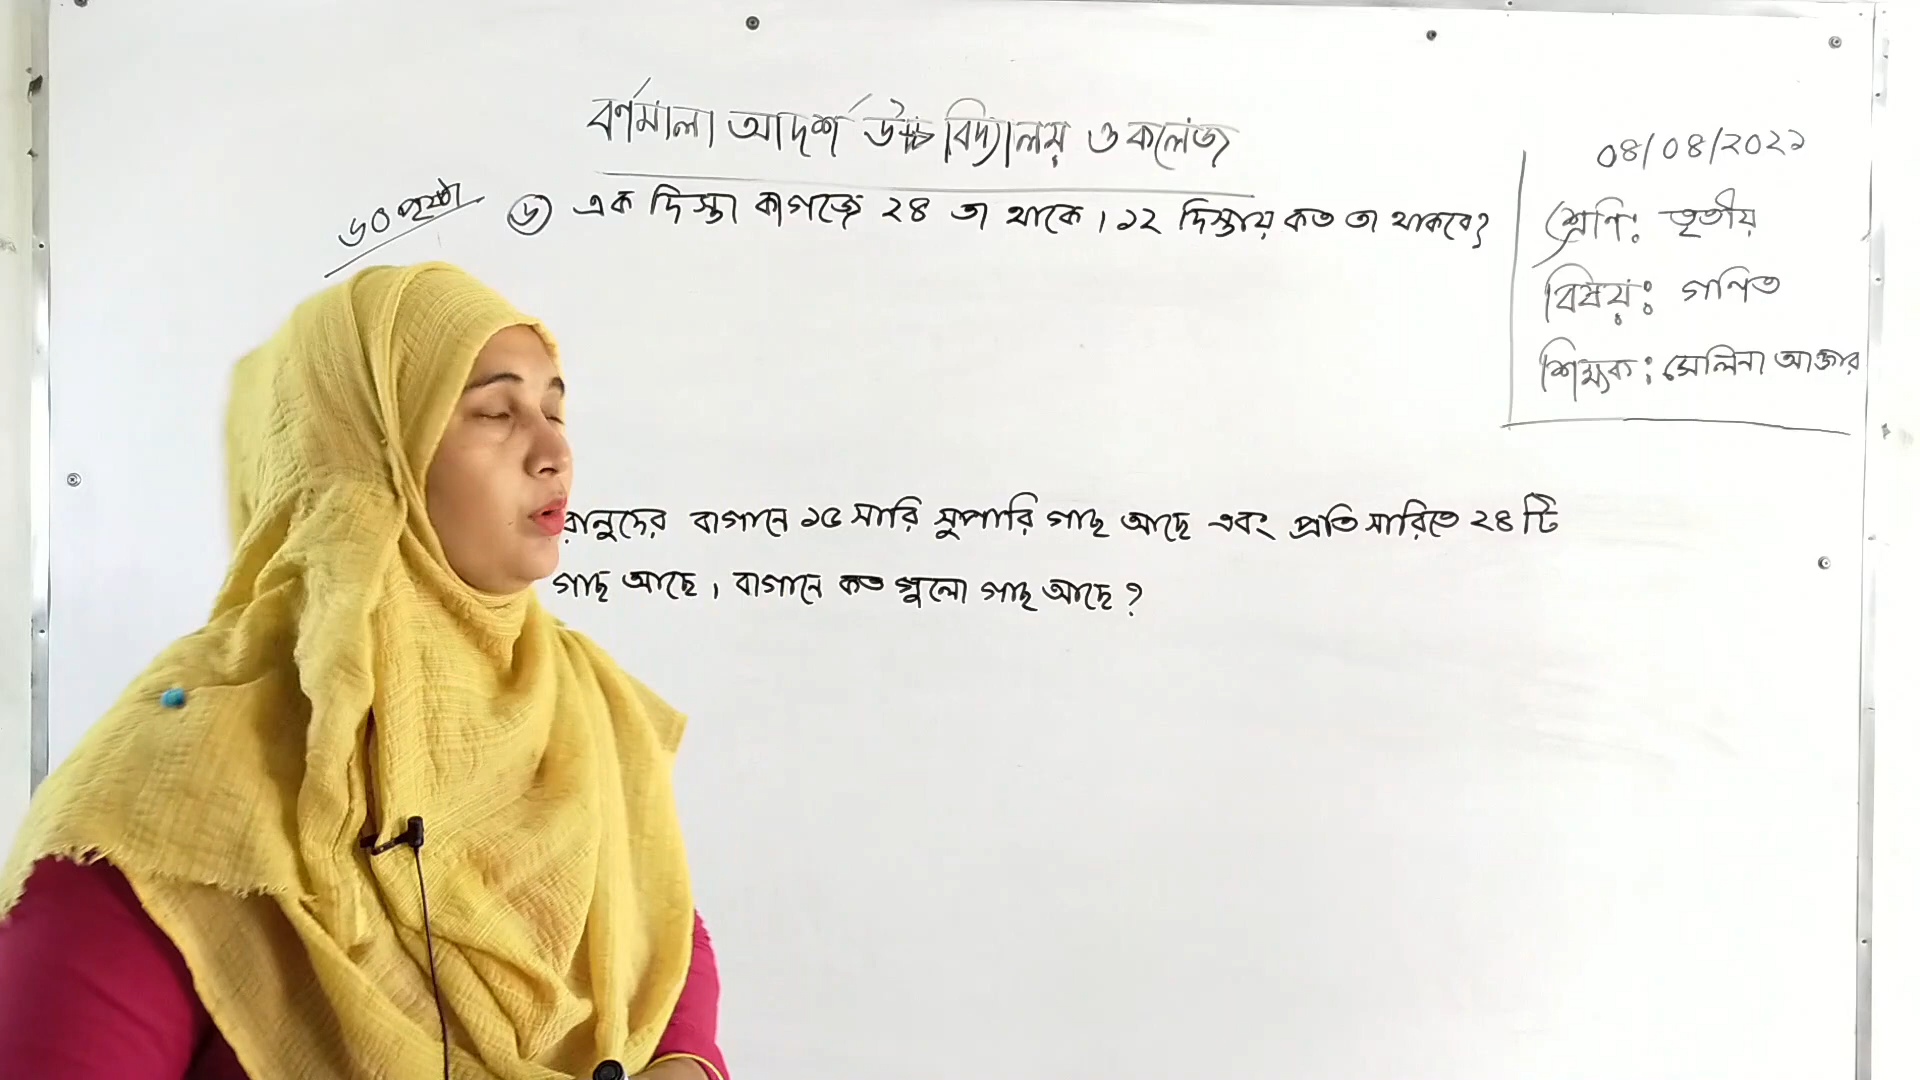 বর্ণমালা আদর্শ উচ্চ বিদ্যালয় ও কলেজ
০৪/০৪/২০২১
শ্রেণি: তৃতীয়
বিষয়: গণিত
শিক্ষক: সেলিনা আক্তার
৬০ পৃষ্ঠা
৬ এক দিস্তা কাগজে ২৪ তা থাকে। ১২ দিস্তায় কত তা থাকবে?
রানুদের বাগানে ১৫ সারি সুপারি গাছ আছে এবং প্রতি সারিতে ২৪ টি
গাছ আছে। বাগানে কত গুলো গাছ আছে?